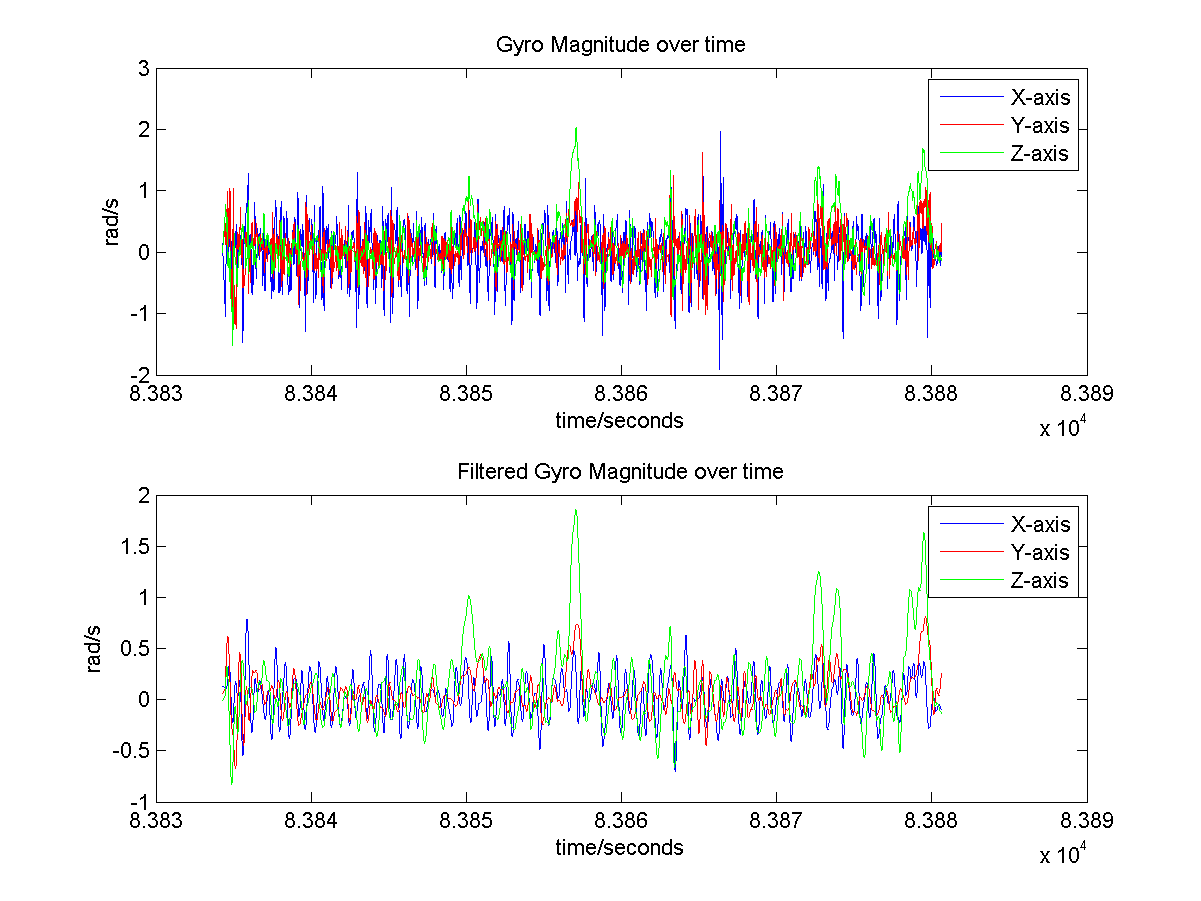 Gyro Magnitude over time
3
2
1
0
-1
-2
rad/s
X-axis
Y-axis
Z-axis
8.383 8.384 8.385 8.386 8.387 8.388 8.389
time/seconds
x 10^4
Filtered Gyro Magnitude over time
2
1.5
1
0.5
0
-0.5
-1
rad/s
X-axis
Y-axis
Z-axis
8.383 8.384 8.385 8.386 8.387 8.388 8.389
time/seconds
x 10^4